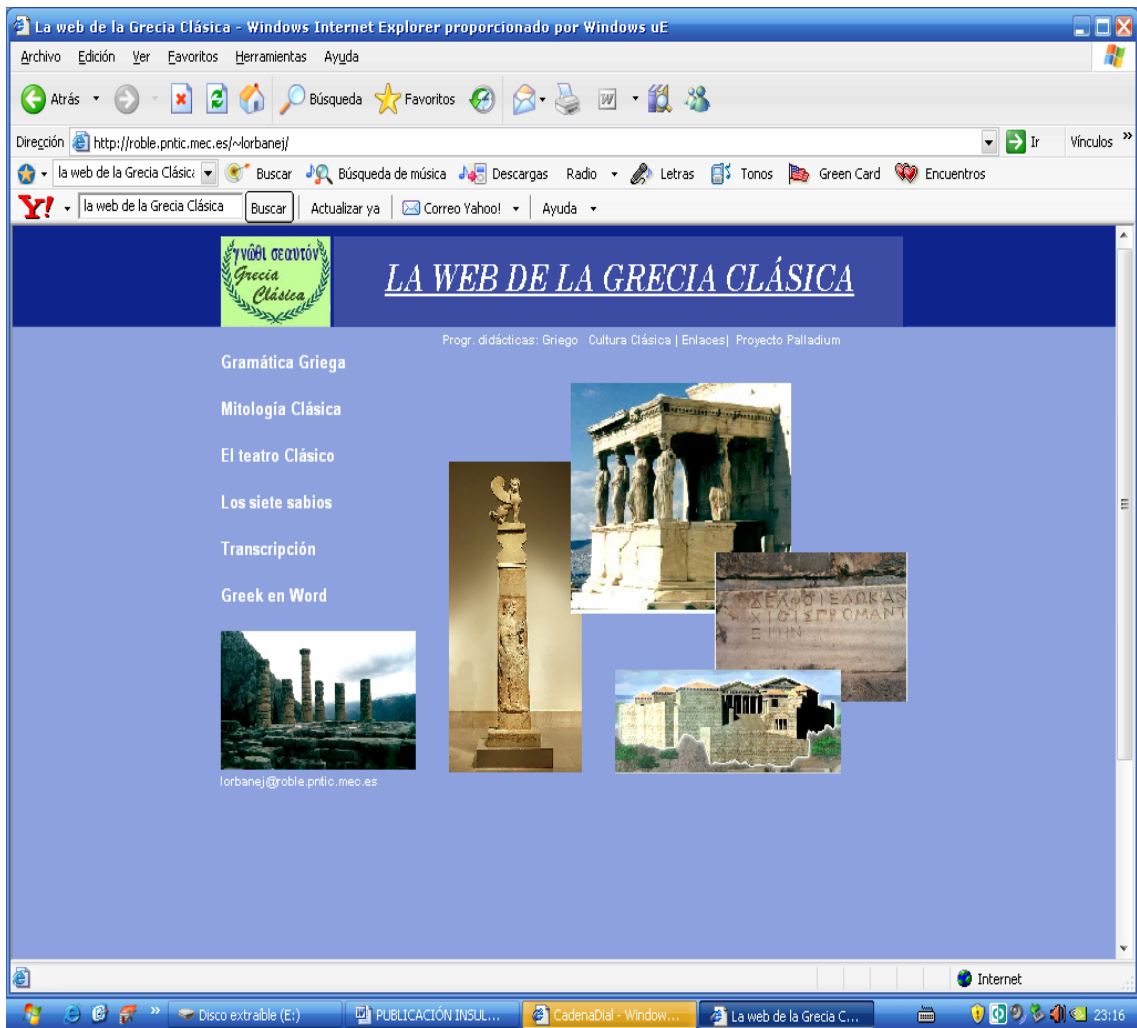 La web de la Grecia Clásica - Windows Internet Explorer proporcionado por Windows uE
Archivo Edición Ver Favoritos Herramientas Ayuda
Atrás Búsqueda Favoritos
Dirección http://roble.pntic.mec.es/~lorbanej/ Ir Vínculos »
la web de la Grecia Clásica Buscar Búsqueda de música Descargas Radio Letras Tonos Green Card Encuentros
Y! la web de la Grecia Clásica Buscar Actualizar ya Correo Yahoo! Ayuda
γνῶθι σεαυτόν
Grecia
Clásica
LA WEB DE LA GRECIA CLÁSICA
Progr. didácticas: Griego Cultura Clásica | Enlaces| Proyecto Palladium
Gramática Griega
Mitología Clásica
El teatro Clásico
Los siete sabios
Transcripción
Greek en Word
ΔΕΛΦΟΙΕΔΩΚΑΝ
ΧΙΟΙΣΠΡΟΜΑΝΤ
ΕΙΗΝ
lorbanej@roble.pntic.mec.es
Internet
» Disco extraíble (E:) PUBLICACIÓN INSUL... CadenaDial - Window... La web de la Grecia C... 23:16